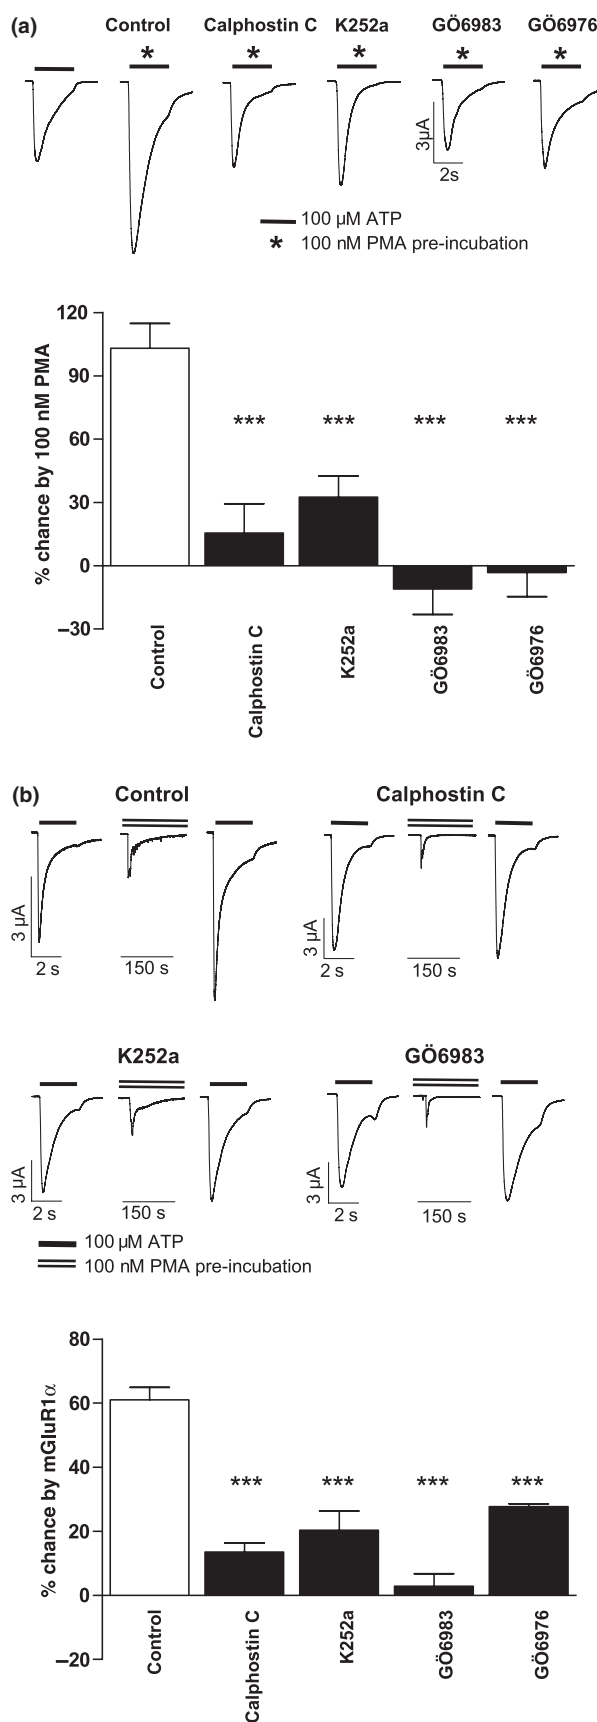 (a)
Control Calphostin C K252a GÖ6983 GÖ6976
* * * * *
3μA
2s
100 μM ATP
* 100 nM PMA pre-incubation
% chance by 100 nM PMA
120
90
60
30
0
–30
*** *** *** ***
Control
Calphostin C
K252a
GÖ6983
GÖ6976
(b)
Control Calphostin C
3 μA 3 μA
2 s 150 s 2 s 150 s
K252a GÖ6983
3 μA 3 μA
2 s 150 s 2 s 150 s
100 μM ATP
100 nM PMA pre-incubation
% chance by mGluR1α
80
60
40
20
0
–20
*** *** *** ***
Control
Calphostin C
K252a
GÖ6983
GÖ6976